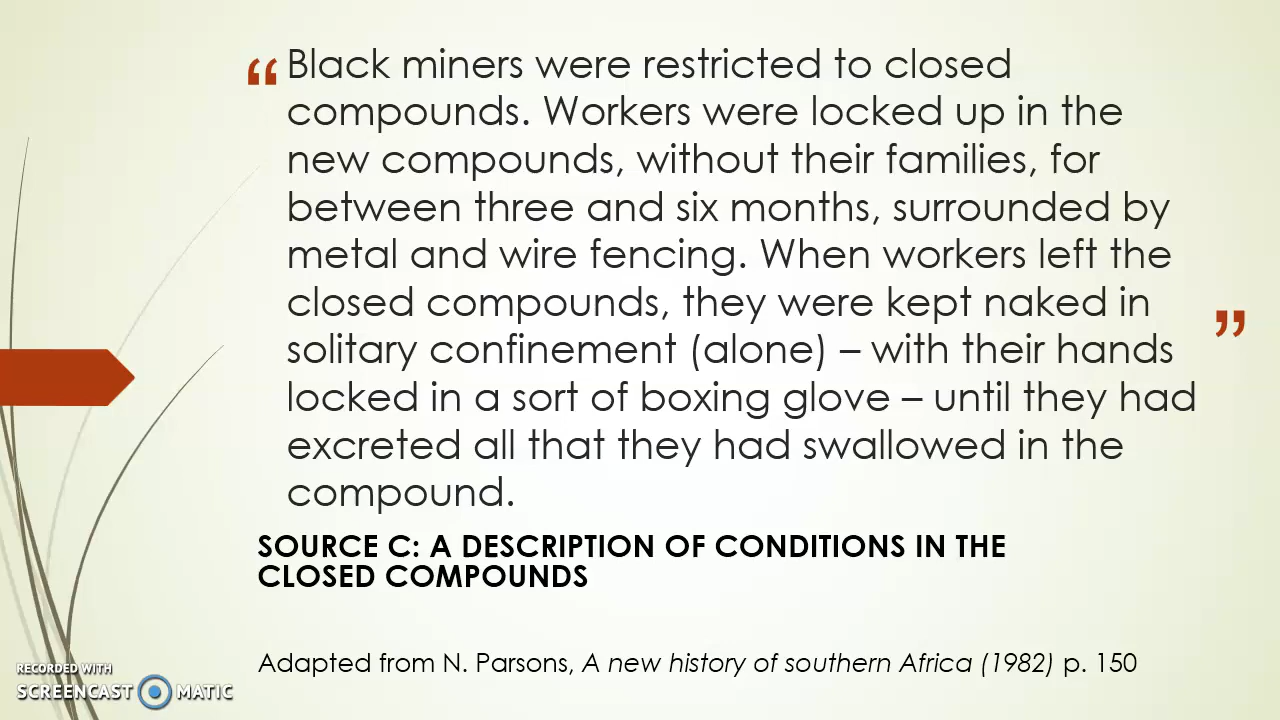 “Black miners were restricted to closed
compounds. Workers were locked up in the
new compounds, without their families, for
between three and six months, surrounded by
metal and wire fencing. When workers left the
closed compounds, they were kept naked in
solitary confinement (alone) – with their hands
locked in a sort of boxing glove – until they had
excreted all that they had swallowed in the
compound.”
SOURCE C: A DESCRIPTION OF CONDITIONS IN THE
CLOSED COMPOUNDS
Adapted from N. Parsons, A new history of southern Africa (1982) p. 150
RECORDED WITH
SCREENCAST MATIC